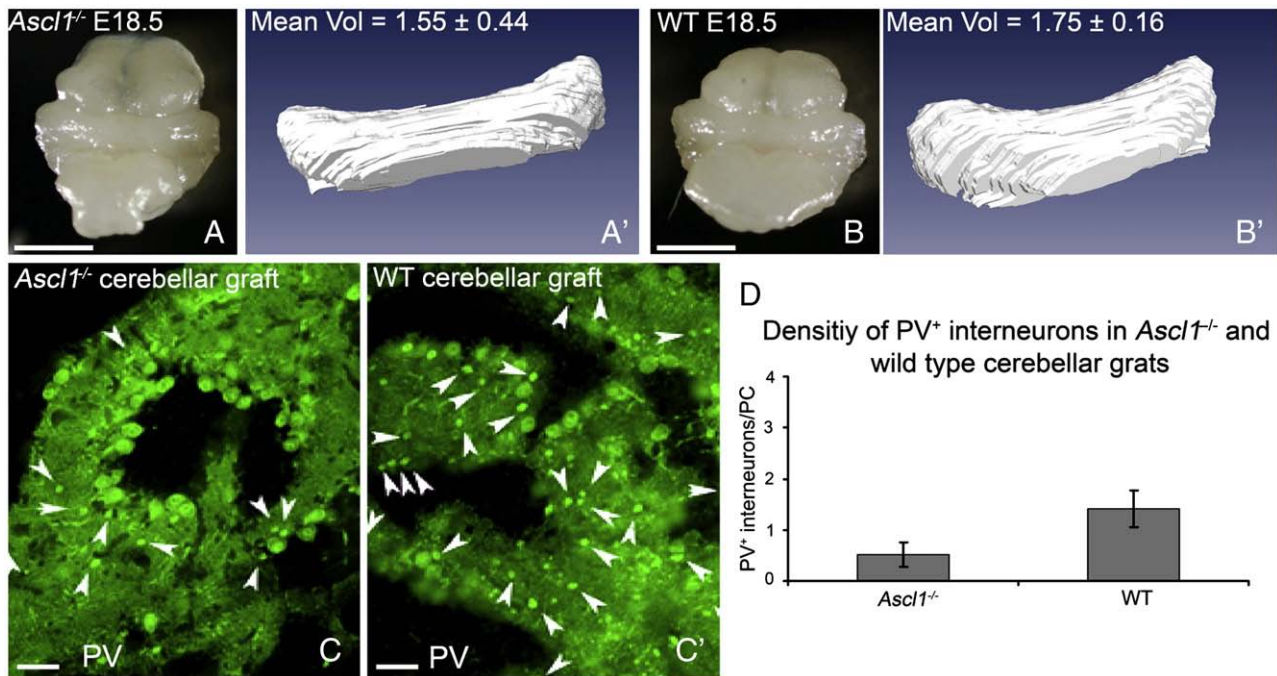 Ascl1-/- E18.5
Mean Vol = 1.55 ± 0.44
WT E18.5
Mean Vol = 1.75 ± 0.16
A
A'
B
B'
Ascl1-/- cerebellar graft
WT cerebellar graft
PV
C
PV
C'
D
Densitiy of PV+ interneurons in Ascl1-/- and
wild type cerebellar grats
PV+ interneurons/PC
4
3
2
1
0
Ascl1-/-
WT